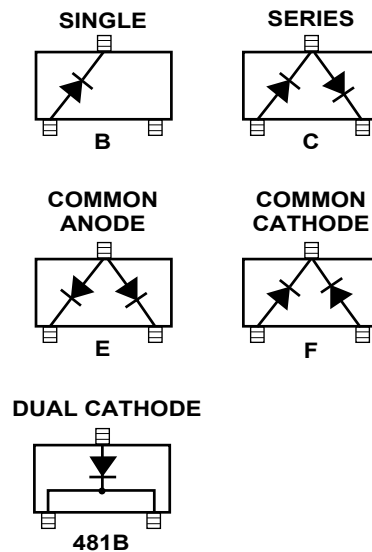 SINGLE
B
SERIES
C
COMMON
ANODE
E
COMMON
CATHODE
F
DUAL CATHODE
481B